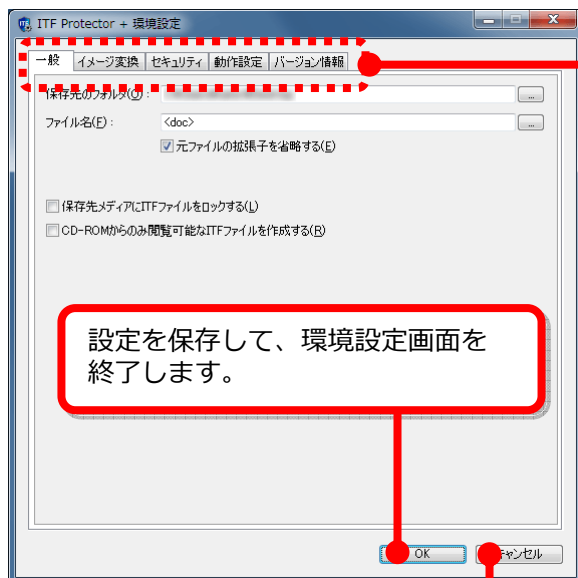 ITF Protector + 環境設定
一般 イメージ変換 セキュリティ 動作設定 バージョン情報
保存先のフォルダ(O):
...
ファイル名(F): <doc>
...
元ファイルの拡張子を省略する(E)
保存先メディアにITFファイルをロックする(L)
CD-ROMからのみ閲覧可能なITFファイルを作成する(R)
設定を保存して、環境設定画面を
終了します。
OK キャンセル